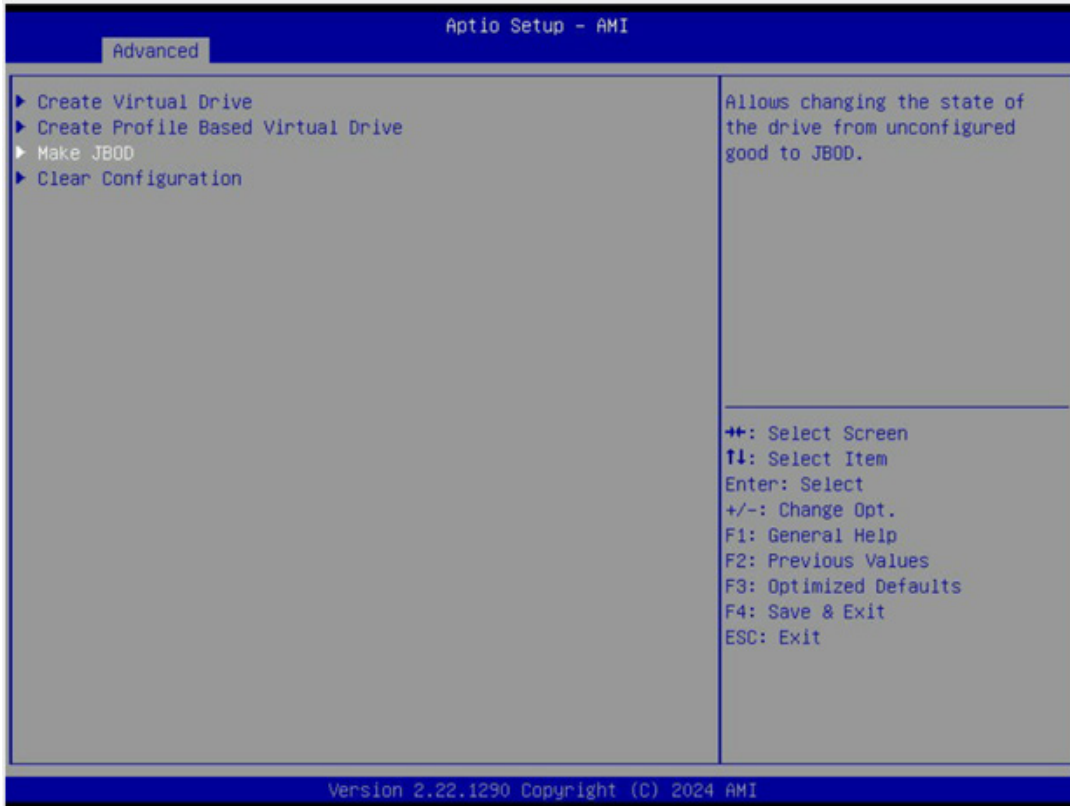 Aptio Setup – AMI
Advanced
▶ Create Virtual Drive
▶ Create Profile Based Virtual Drive
▶ Make JBOD
▶ Clear Configuration
Allows changing the state of
the drive from unconfigured
good to JBOD.
→←: Select Screen
↑↓: Select Item
Enter: Select
+/-: Change Opt.
F1: General Help
F2: Previous Values
F3: Optimized Defaults
F4: Save & Exit
ESC: Exit
Version 2.22.1290 Copyright (C) 2024 AMI